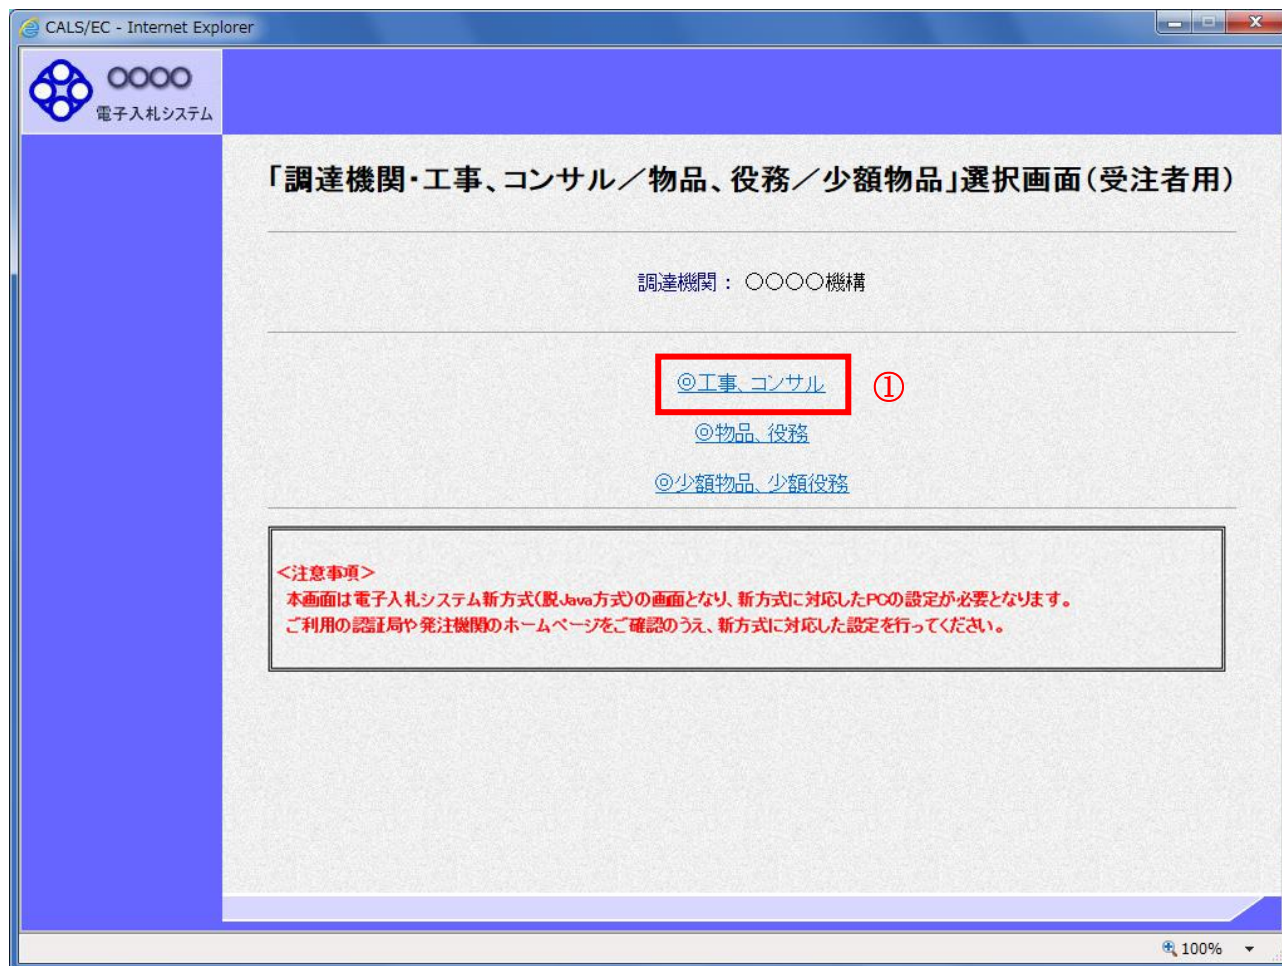 CALS/EC - Internet Explorer
〇〇〇〇
電子入札システム
「調達機関・工事、コンサル／物品、役務／少額物品」選択画面(受注者用)
調達機関： 〇〇〇〇機構
◎工事、コンサル
①
◎物品、役務
◎少額物品、少額役務
＜注意事項＞
本画面は電子入札システム新方式(脱Java方式)の画面となり、新方式に対応したPCの設定が必要となります。
ご利用の認証局や発注機関のホームページをご確認のうえ、新方式に対応した設定を行ってください。
100%